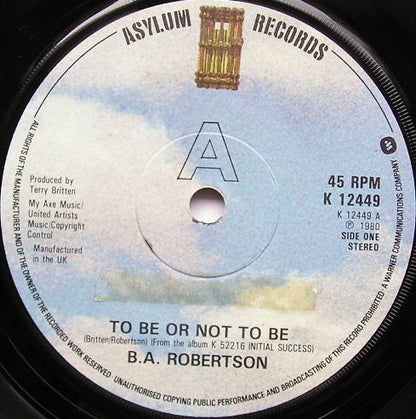 ASYLUM RECORDS
A
Produced by
Terry Britten
My Axe Music/
United Artists
Music/Copyright
Control
Manufactured
in the UK
45 RPM
K 12449
K 12449 A
℗ 1980
SIDE ONE
STEREO
TO BE OR NOT TO BE
(Britten/Robertson) (From the album K 52216 INITIAL SUCCESS)
B.A. ROBERTSON
ALL RIGHTS OF THE MANUFACTURER AND OF THE OWNER OF THE RECORDED WORK RESERVED. UNAUTHORISED COPYING PUBLIC PERFORMANCE AND BROADCASTING OF THIS RECORD PROHIBITED. A WARNER COMMUNICATIONS COMPANY.